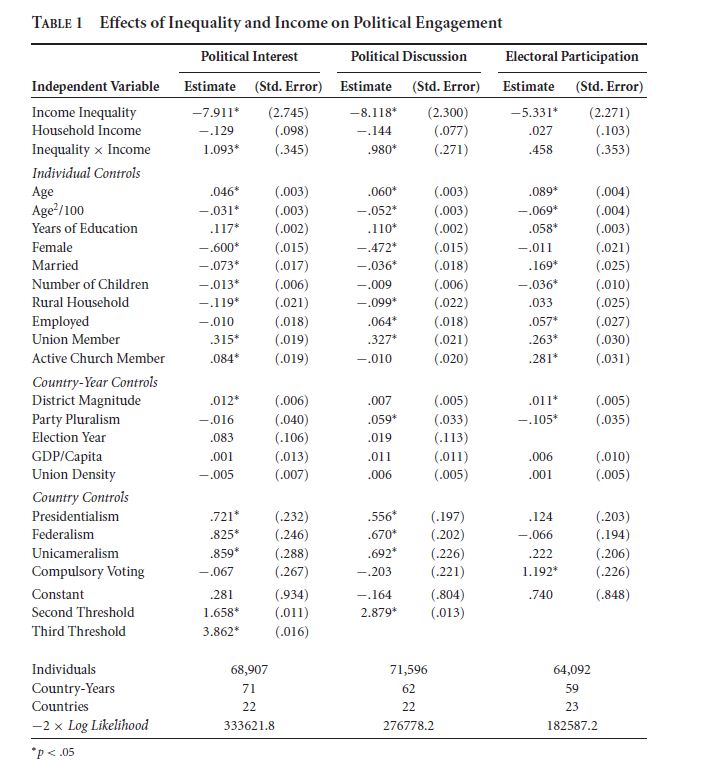 TABLE 1 Effects of Inequality and Income on Political Engagement
Political Interest Political Discussion Electoral Participation
Independent Variable Estimate (Std. Error) Estimate (Std. Error) Estimate (Std. Error)
Income Inequality −7.911* (2.745) −8.118* (2.300) −5.331* (2.271)
Household Income −.129 (.098) −.144 (.077) .027 (.103)
Inequality × Income 1.093* (.345) .980* (.271) .458 (.353)
Individual Controls
Age .046* (.003) .060* (.003) .089* (.004)
Age²/100 −.031* (.003) −.052* (.003) −.069* (.004)
Years of Education .117* (.002) .110* (.002) .058* (.003)
Female −.600* (.015) −.472* (.015) −.011 (.021)
Married −.073* (.017) −.036* (.018) .169* (.025)
Number of Children −.013* (.006) −.009 (.006) −.036* (.010)
Rural Household −.119* (.021) −.099* (.022) .033 (.025)
Employed −.010 (.018) .064* (.018) .057* (.027)
Union Member .315* (.019) .327* (.021) .263* (.030)
Active Church Member .084* (.019) −.010 (.020) .281* (.031)
Country-Year Controls
District Magnitude .012* (.006) .007 (.005) .011* (.005)
Party Pluralism −.016 (.040) .059* (.033) −.105* (.035)
Election Year .083 (.106) .019 (.113)
GDP/Capita .001 (.013) .011 (.011) .006 (.010)
Union Density −.005 (.007) .006 (.005) .001 (.005)
Country Controls
Presidentialism .721* (.232) .556* (.197) .124 (.203)
Federalism .825* (.246) .670* (.202) −.066 (.194)
Unicameralism .859* (.288) .692* (.226) .222 (.206)
Compulsory Voting −.067 (.267) −.203 (.221) 1.192* (.226)
Constant .281 (.934) −.164 (.804) .740 (.848)
Second Threshold 1.658* (.011) 2.879* (.013)
Third Threshold 3.862* (.016)
Individuals 68,907 71,596 64,092
Country-Years 71 62 59
Countries 22 22 23
−2 × Log Likelihood 333621.8 276778.2 182587.2
*p < .05